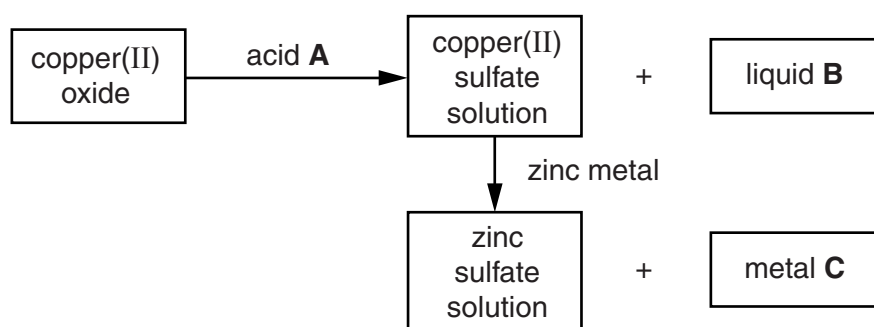 copper(II)
oxide
acid A
copper(II)
sulfate
solution
+
liquid B
zinc metal
zinc
sulfate
solution
+
metal C